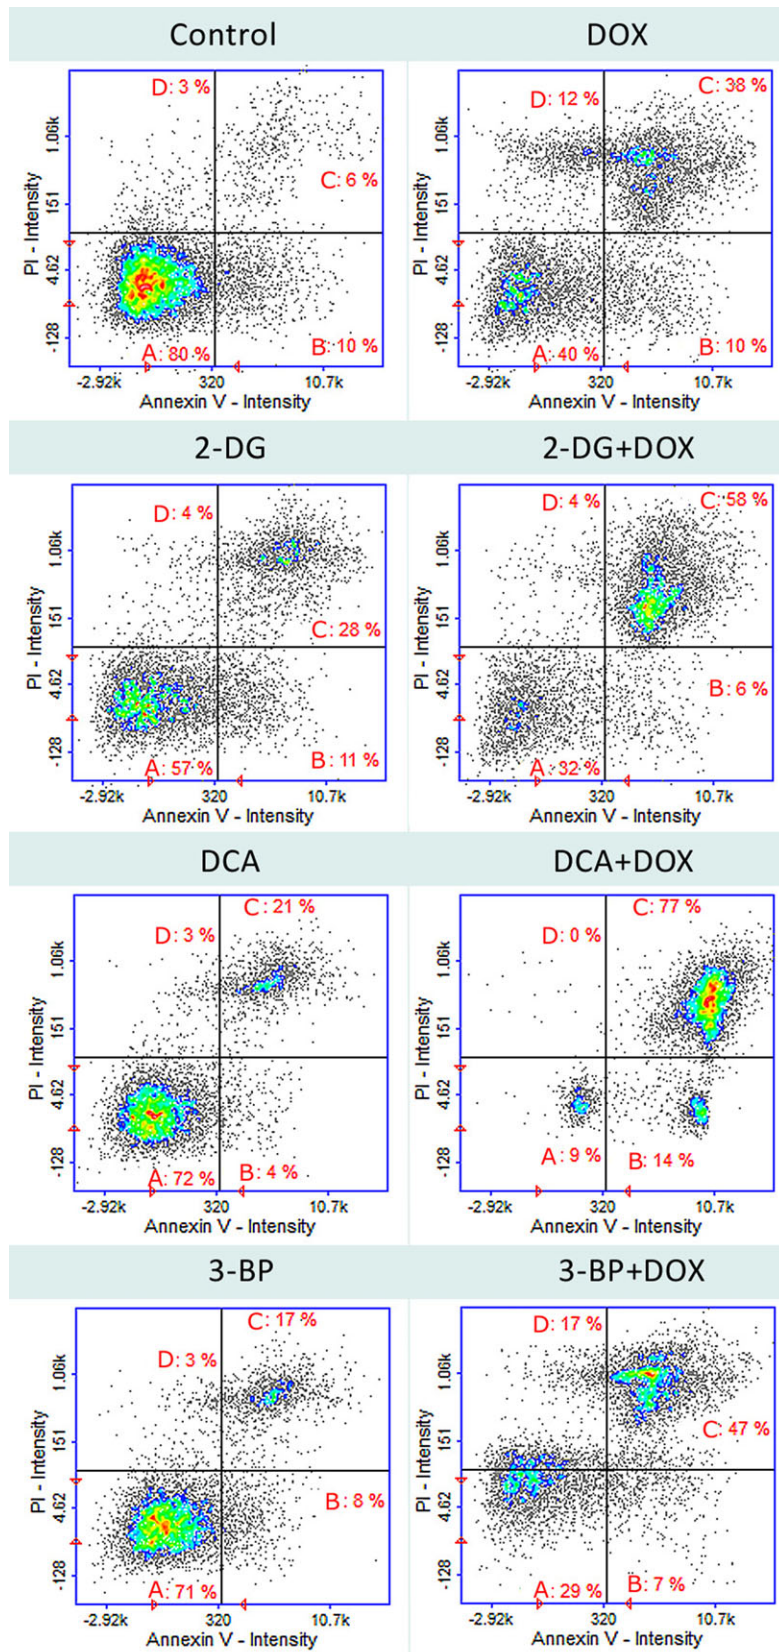 Control
DOX
D: 3 %
C: 6 %
A: 80 %
B: 10 %
PI - Intensity
1.06k
151
4.62
-128
-2.92k 320 10.7k
Annexin V - Intensity
D: 12 %
C: 38 %
A: 40 %
B: 10 %
PI - Intensity
1.06k
151
4.62
-128
-2.92k 320 10.7k
Annexin V - Intensity
2-DG
2-DG+DOX
D: 4 %
C: 28 %
A: 57 %
B: 11 %
PI - Intensity
1.06k
151
4.62
-128
-2.92k 320 10.7k
Annexin V - Intensity
D: 4 %
C: 58 %
B: 6 %
A: 32 %
PI - Intensity
1.06k
151
4.62
-128
-2.92k 320 10.7k
Annexin V - Intensity
DCA
DCA+DOX
C: 21 %
D: 3 %
A: 72 %
B: 4 %
PI - Intensity
1.06k
151
4.62
-128
-2.92k 320 10.7k
Annexin V - Intensity
C: 77 %
D: 0 %
A: 9 %
B: 14 %
PI - Intensity
1.06k
151
4.62
-128
-2.92k 320 10.7k
Annexin V - Intensity
3-BP
3-BP+DOX
C: 17 %
D: 3 %
B: 8 %
A: 71 %
PI - Intensity
1.06k
151
4.62
-128
-2.92k 320 10.7k
Annexin V - Intensity
D: 17 %
C: 47 %
A: 29 %
B: 7 %
PI - Intensity
1.06k
151
4.62
-128
-2.92k 320 10.7k
Annexin V - Intensity